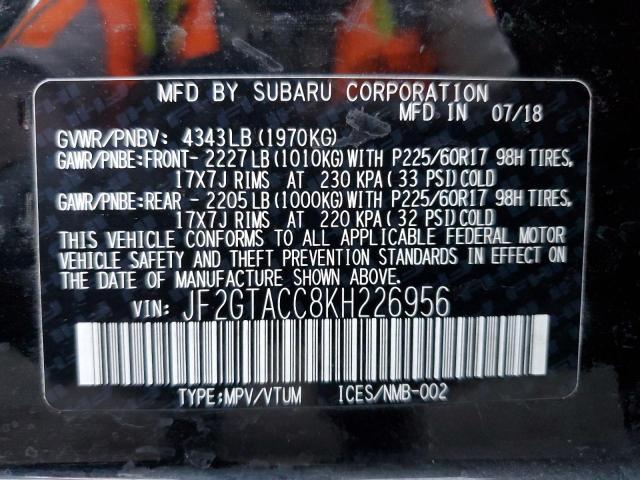 MFD BY SUBARU CORPORATION
MFD IN 07/18
GVWR/PNBV: 4343LB (1970KG)
GAWR/PNBE:FRONT- 2227 LB (1010KG) WITH P225/60R17 98H TIRES,
17X7J RIMS AT 230 KPA (33 PSI) COLD
GAWR/PNBE:REAR - 2205 LB (1000KG) WITH P225/60R17 98H TIRES,
17X7J RIMS AT 220 KPA (32 PSI) COLD
THIS VEHICLE CONFORMS TO ALL APPLICABLE FEDERAL MOTOR
VEHICLE SAFETY AND THEFT PREVENTION STANDARDS IN EFFECT ON
THE DATE OF MANUFACTURE SHOWN ABOVE.
VIN: JF2GTACC8KH226956
TYPE:MPV/VTUM ICES/NMB-002